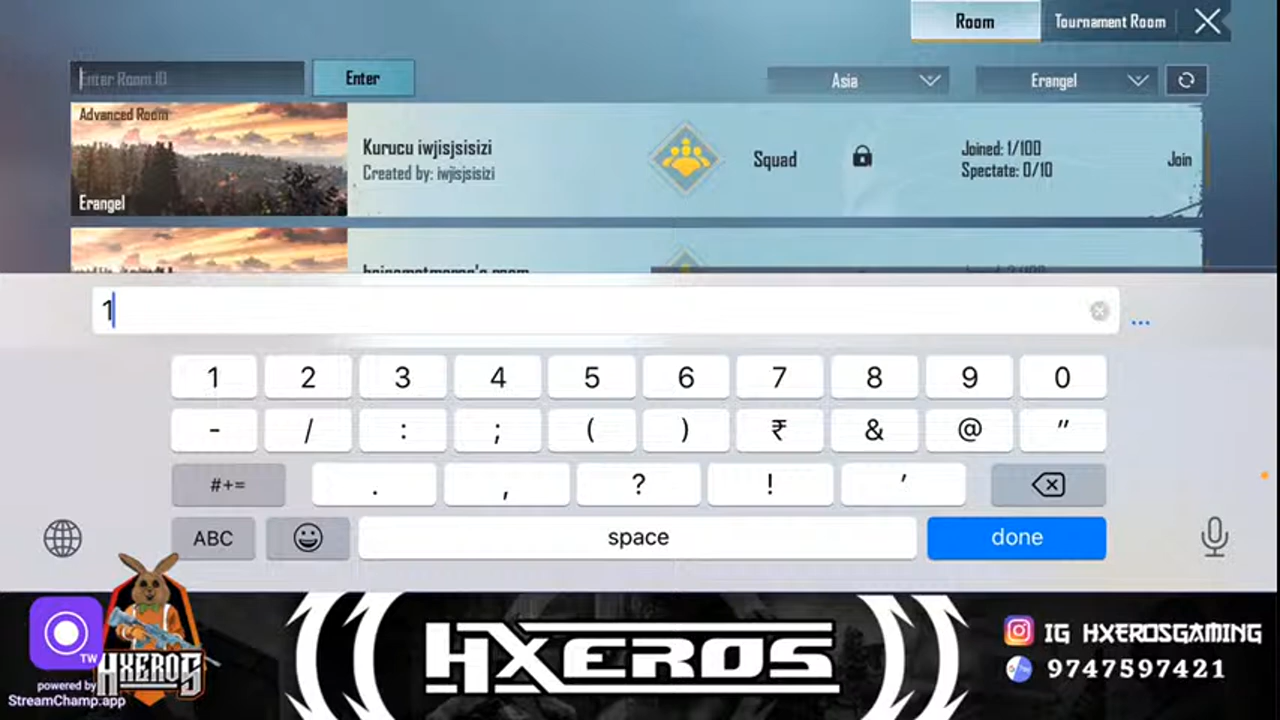 Room
Tournament Room
Enter Room ID
Enter
Asia
Erangel
Advanced Room
Erangel
Kurucu iwjisjsisizi
Created by: iwjisjsisizi
Squad
Joined: 1/100
Spectate: 0/10
Join
1
...
1 2 3 4 5 6 7 8 9 0
- / : ; ( ) ₹ & @ "
#+= . , ? ! '
ABC space done
TW
HXEROS
powered by
StreamChamp.app
HXEROS
IG HXEROSGAMING
9747597421